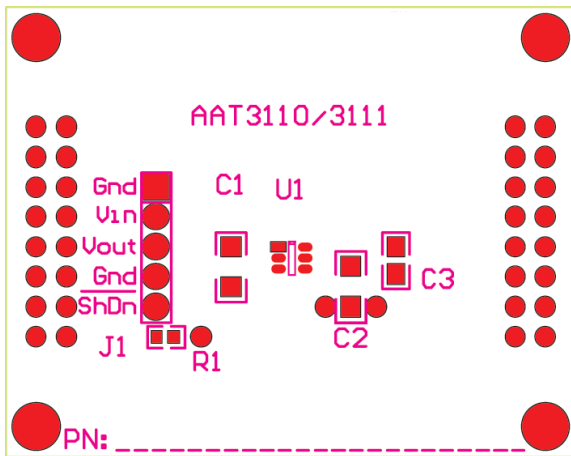 AAT3110/3111
Gnd
Vin
Vout
Gnd
ShDn
C1
U1
C3
C2
J1
R1
PN: _ _ _ _ _ _ _ _ _ _ _ _ _ _ _ _ _ _ _ _ _ _ _